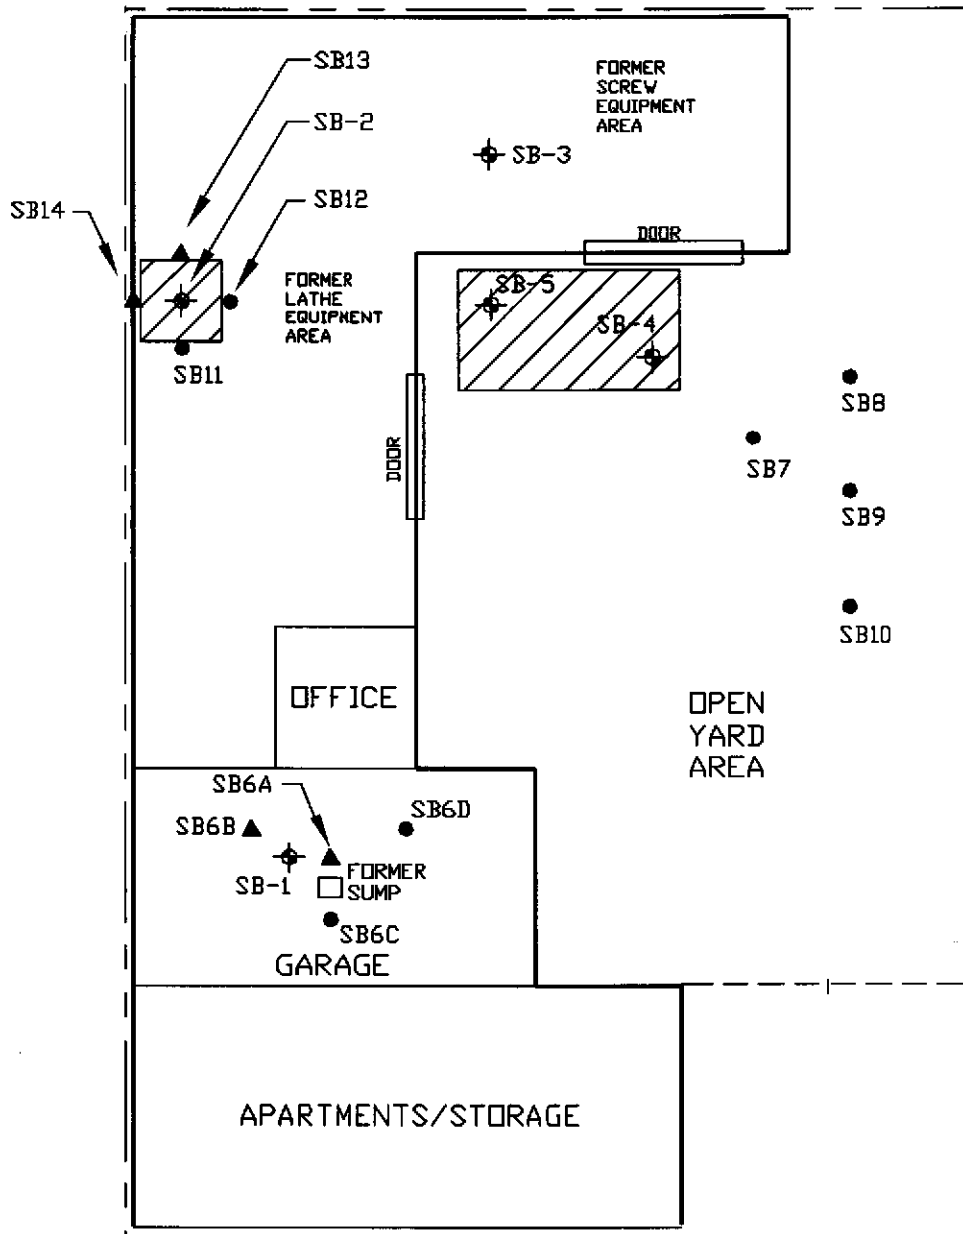 SB13
FORMER
SCREW
EQUIPMENT
AREA
SB-2
SB-3
SB14
SB12
DOOR
FORMER
LATHE
EQUIPMENT
AREA
SB-5
SB-4
SB11
SB8
DOOR
SB7
SB9
SB10
OFFICE
OPEN
YARD
AREA
SB6A
SB6D
SB6B
SB-1
FORMER
SUMP
SB6C
GARAGE
APARTMENTS/STORAGE